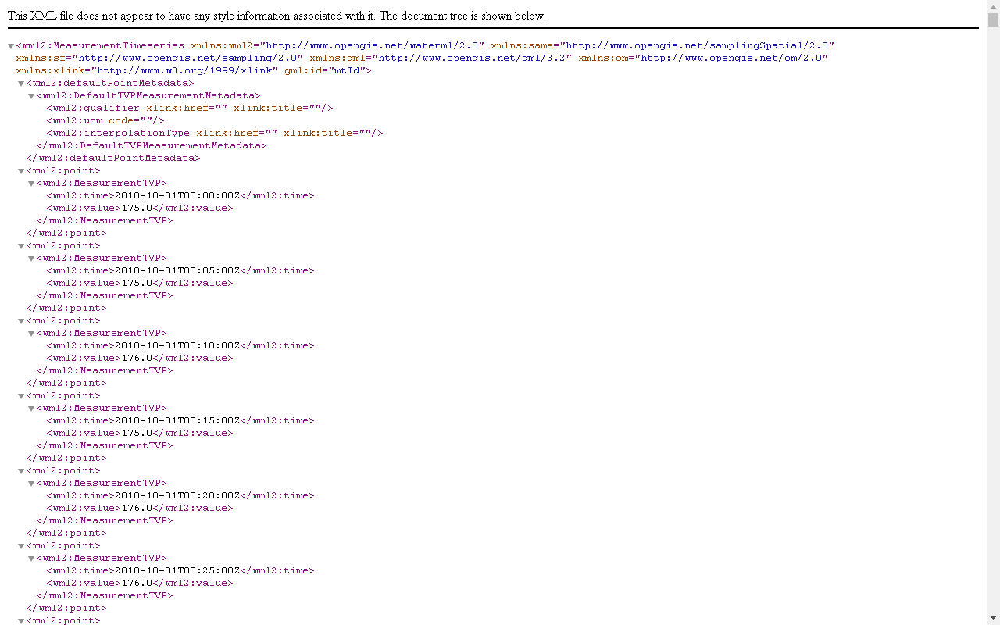 This XML file does not appear to have any style information associated with it. The document tree is shown below.
<wml2:MeasurementTimeseries xmlns:wml2="http://www.opengis.net/waterml/2.0" xmlns:sams="http://www.opengis.net/samplingSpatial/2.0"
xmlns:sf="http://www.opengis.net/sampling/2.0" xmlns:gml="http://www.opengis.net/gml/3.2" xmlns:om="http://www.opengis.net/om/2.0"
xmlns:xlink="http://www.w3.org/1999/xlink" gml:id="mtId">
<wml2:defaultPointMetadata>
<wml2:DefaultTVPMeasurementMetadata>
<wml2:qualifier xlink:href="" xlink:title=""/>
<wml2:uom code=""/>
<wml2:interpolationType xlink:href="" xlink:title=""/>
</wml2:DefaultTVPMeasurementMetadata>
</wml2:defaultPointMetadata>
<wml2:point>
<wml2:MeasurementTVP>
<wml2:time>2018-10-31T00:00:00Z</wml2:time>
<wml2:value>175.0</wml2:value>
</wml2:MeasurementTVP>
</wml2:point>
<wml2:point>
<wml2:MeasurementTVP>
<wml2:time>2018-10-31T00:05:00Z</wml2:time>
<wml2:value>175.0</wml2:value>
</wml2:MeasurementTVP>
</wml2:point>
<wml2:point>
<wml2:MeasurementTVP>
<wml2:time>2018-10-31T00:10:00Z</wml2:time>
<wml2:value>176.0</wml2:value>
</wml2:MeasurementTVP>
</wml2:point>
<wml2:point>
<wml2:MeasurementTVP>
<wml2:time>2018-10-31T00:15:00Z</wml2:time>
<wml2:value>175.0</wml2:value>
</wml2:MeasurementTVP>
</wml2:point>
<wml2:point>
<wml2:MeasurementTVP>
<wml2:time>2018-10-31T00:20:00Z</wml2:time>
<wml2:value>176.0</wml2:value>
</wml2:MeasurementTVP>
</wml2:point>
<wml2:point>
<wml2:MeasurementTVP>
<wml2:time>2018-10-31T00:25:00Z</wml2:time>
<wml2:value>176.0</wml2:value>
</wml2:MeasurementTVP>
</wml2:point>
<wml2:point>